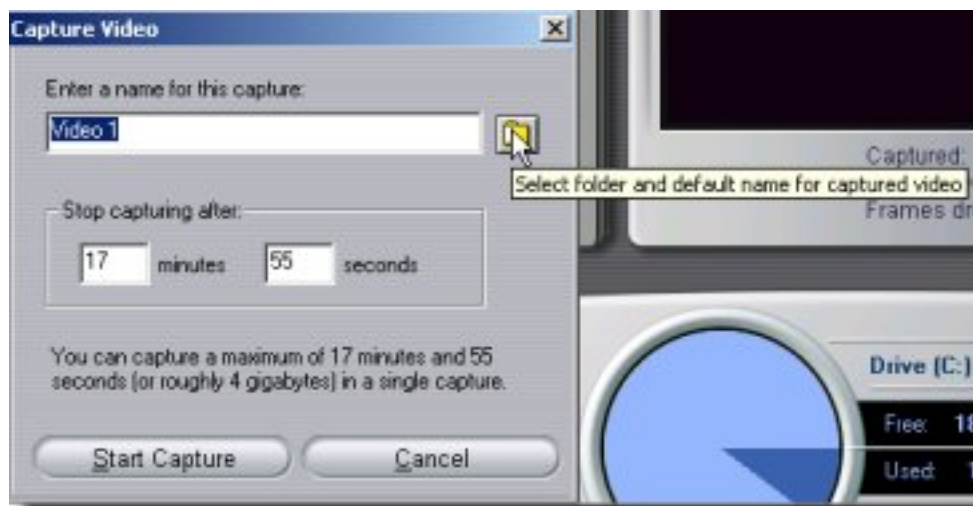 Capture Video
Enter a name for this capture:
Video 1
Select folder and default name for captured video
Captured:
Frames dr
Stop capturing after:
17 minutes 55 seconds
You can capture a maximum of 17 minutes and 55
seconds (or roughly 4 gigabytes) in a single capture.
Start Capture Cancel
Drive (C:)
Free: 18
Used: 1